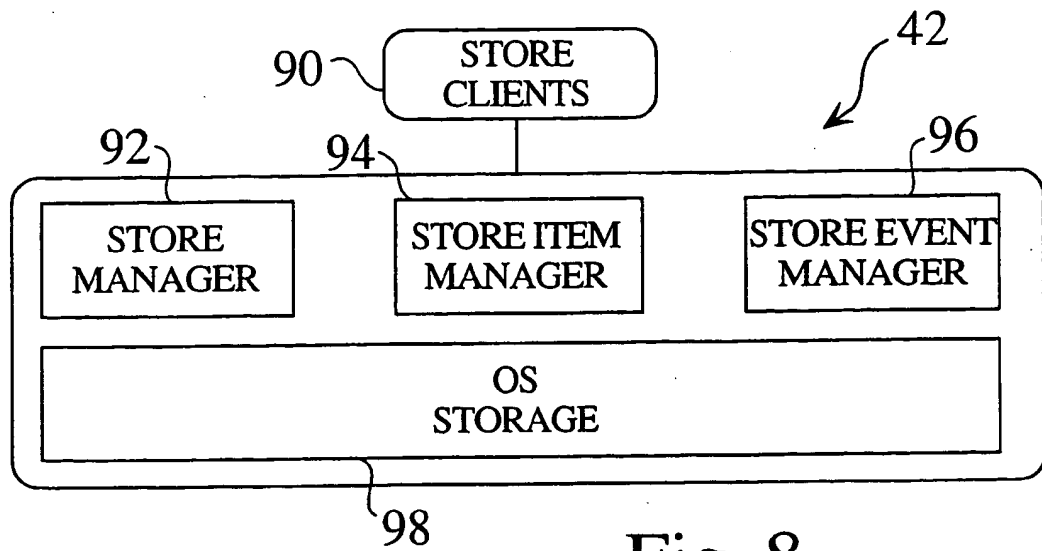 42
90
STORE
CLIENTS
92
94
96
STORE
MANAGER
STORE ITEM
MANAGER
STORE EVENT
MANAGER
OS
STORAGE
98
Fig. 8